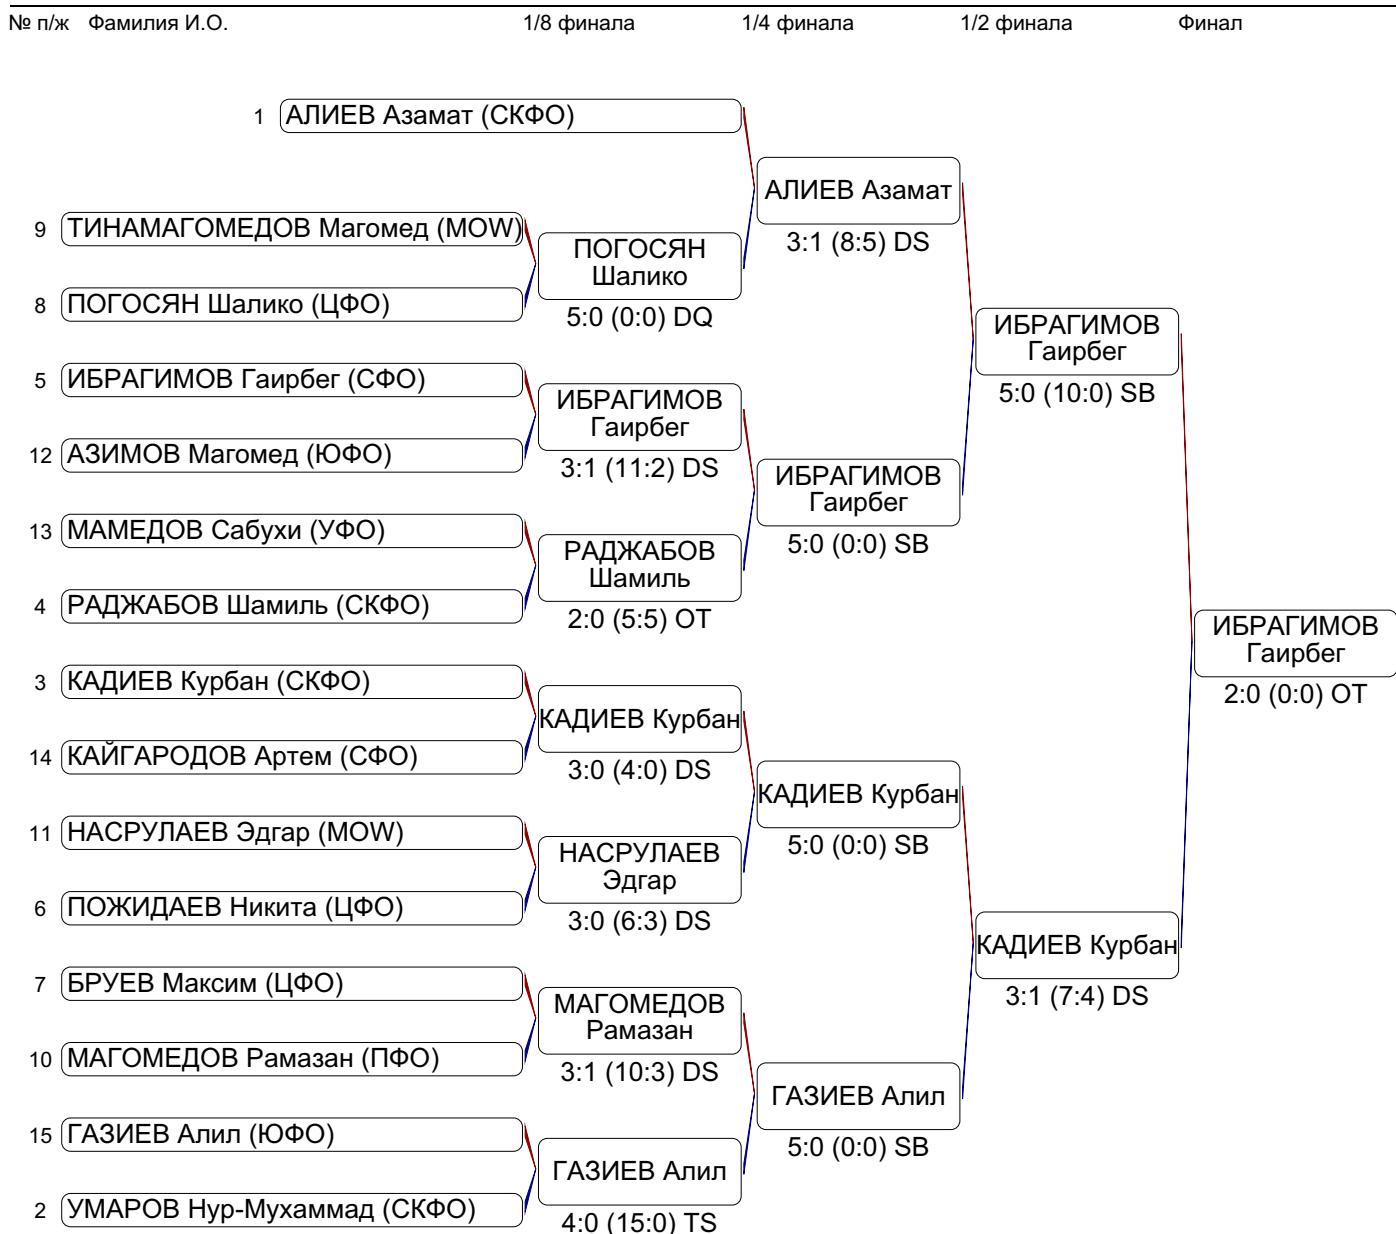 № п/ж Фамилия И.О. 1/8 финала 1/4 финала 1/2 финала Финал
1 АЛИЕВ Азамат (СКФО)
АЛИЕВ Азамат
3:1 (8:5) DS
9 ТИНАМАГОМЕДОВ Магомед (MOW)
ПОГОСЯН
Шалико
5:0 (0:0) DQ
8 ПОГОСЯН Шалико (ЦФО)
ИБРАГИМОВ
Гаирбег
5:0 (10:0) SB
5 ИБРАГИМОВ Гаирбег (СФО)
ИБРАГИМОВ
Гаирбег
3:1 (11:2) DS
12 АЗИМОВ Магомед (ЮФО)
ИБРАГИМОВ
Гаирбег
5:0 (0:0) SB
13 МАМЕДОВ Сабухи (УФО)
РАДЖАБОВ
Шамиль
2:0 (5:5) OT
4 РАДЖАБОВ Шамиль (СКФО)
ИБРАГИМОВ
Гаирбег
2:0 (0:0) OT
3 КАДИЕВ Курбан (СКФО)
КАДИЕВ Курбан
3:0 (4:0) DS
14 КАЙГАРОДОВ Артем (СФО)
КАДИЕВ Курбан
5:0 (0:0) SB
11 НАСРУЛАЕВ Эдгар (MOW)
НАСРУЛАЕВ
Эдгар
3:0 (6:3) DS
6 ПОЖИДАЕВ Никита (ЦФО)
КАДИЕВ Курбан
3:1 (7:4) DS
7 БРУЕВ Максим (ЦФО)
МАГОМЕДОВ
Рамазан
3:1 (10:3) DS
10 МАГОМЕДОВ Рамазан (ПФО)
ГАЗИЕВ Алил
5:0 (0:0) SB
15 ГАЗИЕВ Алил (ЮФО)
ГАЗИЕВ Алил
4:0 (15:0) TS
2 УМАРОВ Нур-Мухаммад (СКФО)